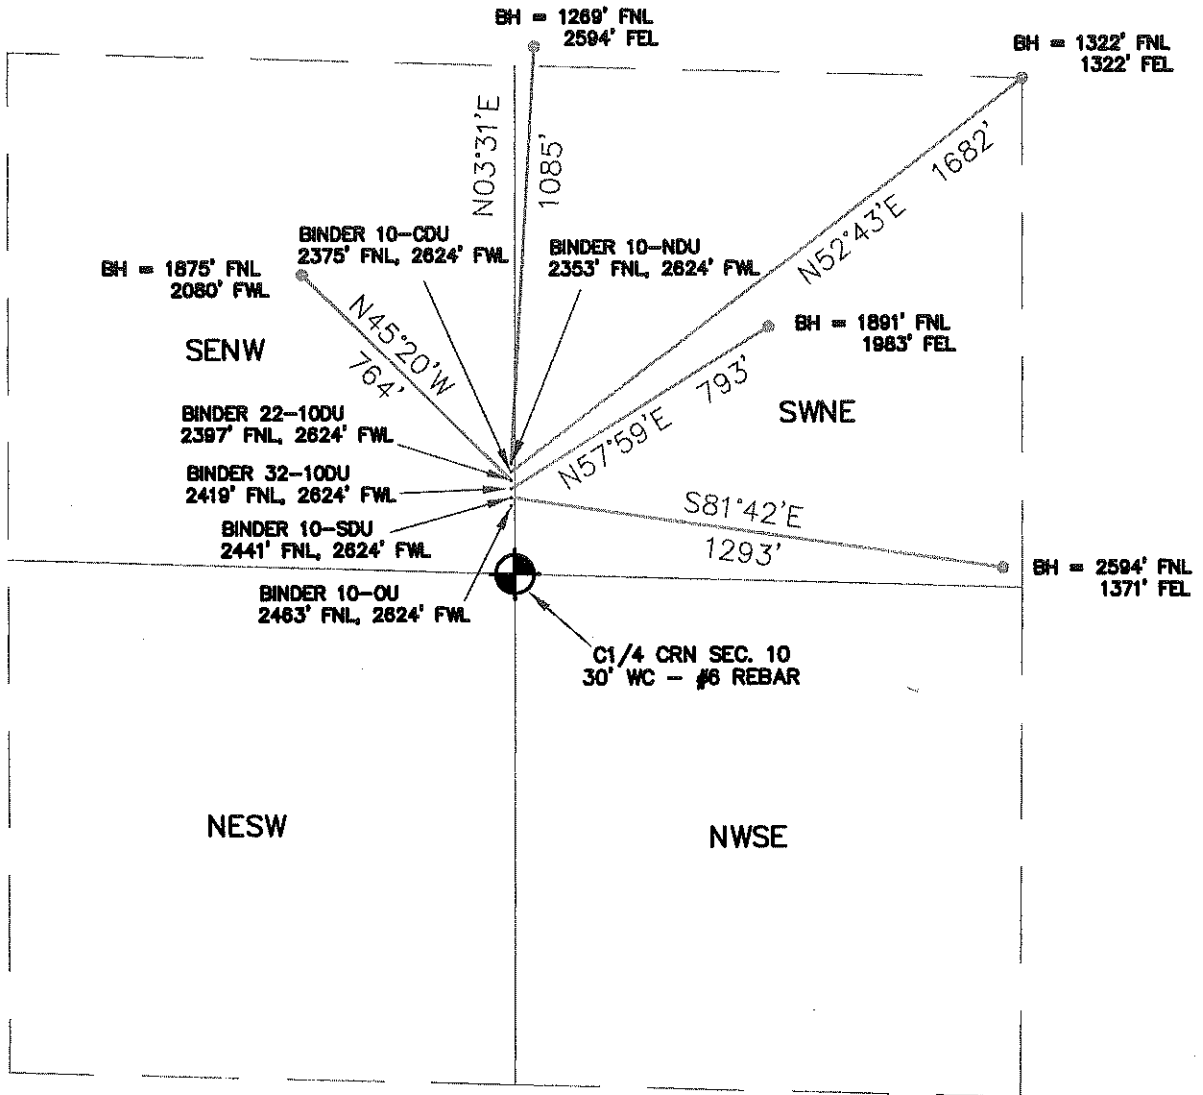 BH = 1269' FNL
2594' FEL
BH = 1322' FNL
1322' FEL
N03°31'E
1085'
N52°43'E
1682'
BINDER 10-CDU
2375' FNL, 2624' FWL
BINDER 10-NDU
2353' FNL, 2624' FWL
BH = 1875' FNL
2080' FWL
N45°20'W
764'
BH = 1891' FNL
1983' FEL
SENW
N57°59'E
793'
SWNE
BINDER 22-10DU
2397' FNL, 2624' FWL
BINDER 32-10DU
2419' FNL, 2624' FWL
BINDER 10-SDU
2441' FNL, 2624' FWL
S81°42'E
1293'
BH = 2594' FNL
1371' FEL
BINDER 10-OU
2463' FNL, 2624' FWL
C1/4 CRN SEC. 10
30' WC - #6 REBAR
NESW
NWSE